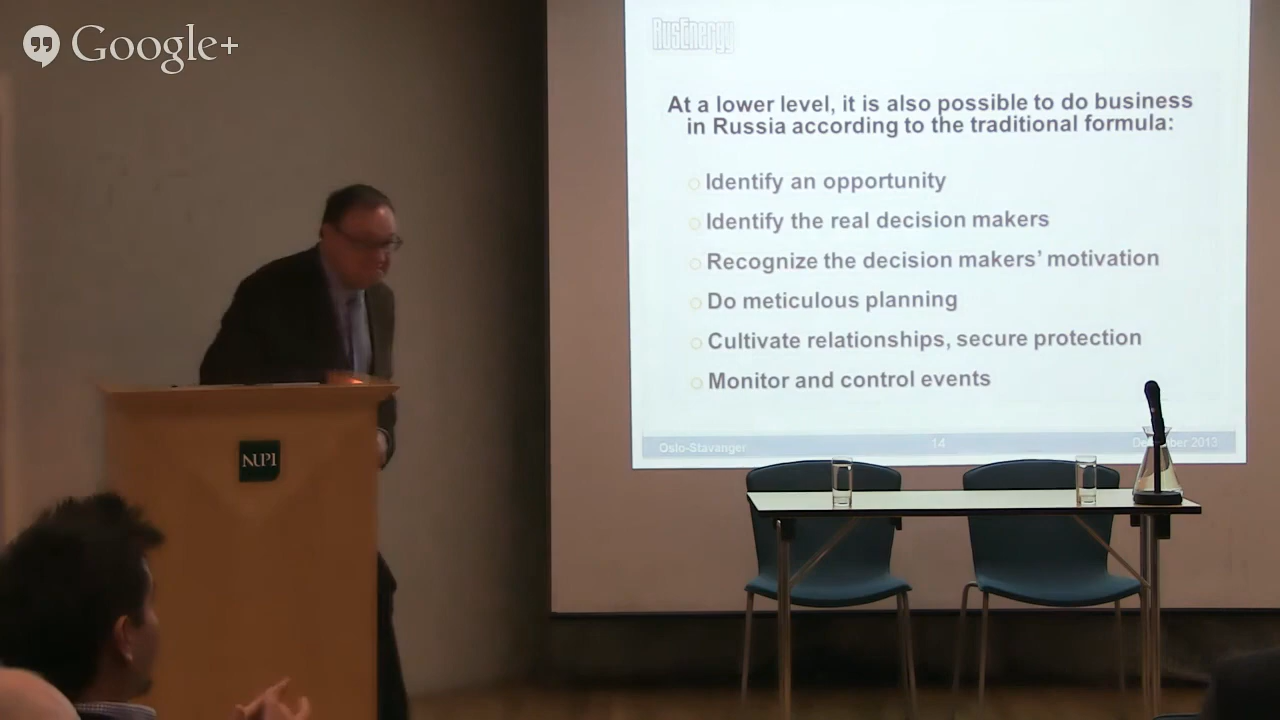 Google+
RusEnergy
At a lower level, it is also possible to do business
in Russia according to the traditional formula:
Identify an opportunity
Identify the real decision makers
Recognize the decision makers' motivation
Do meticulous planning
Cultivate relationships, secure protection
Monitor and control events
Oslo-Stavanger 14 2013
NUPI